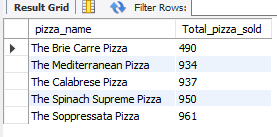 Result Grid Filter Rows:
pizza_name Total_pizza_sold
The Brie Carre Pizza 490
The Mediterranean Pizza 934
The Calabrese Pizza 937
The Spinach Supreme Pizza 950
The Soppressata Pizza 961